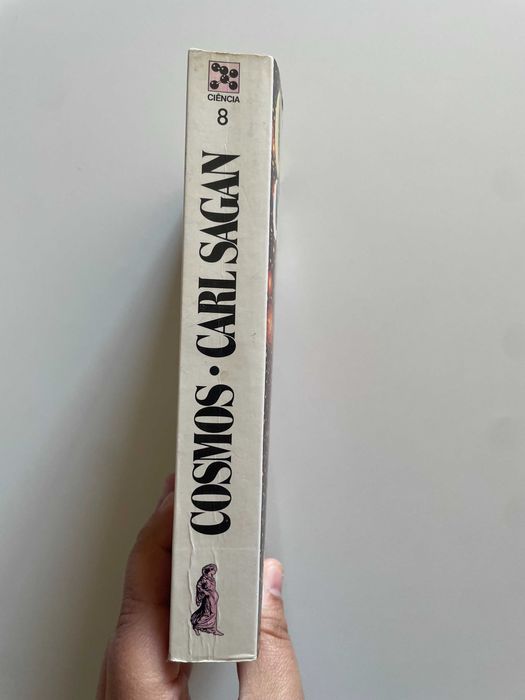 CIÊNCIA
8
COSMOS • CARL SAGAN